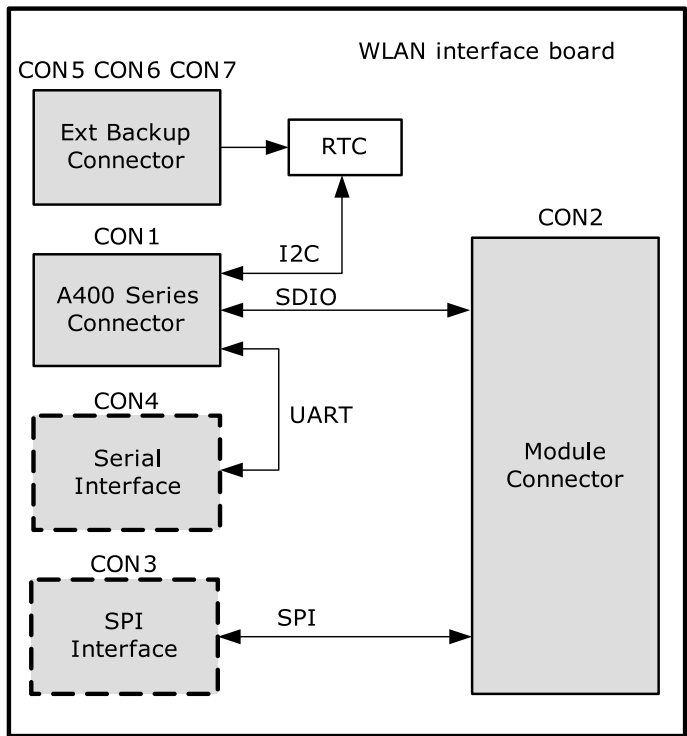 WLAN interface board
CON5 CON6 CON7
Ext Backup
Connector
RTC
CON1
CON2
I2C
A400 Series
Connector
SDIO
CON4
UART
Serial
Interface
Module
Connector
CON3
SPI
Interface
SPI